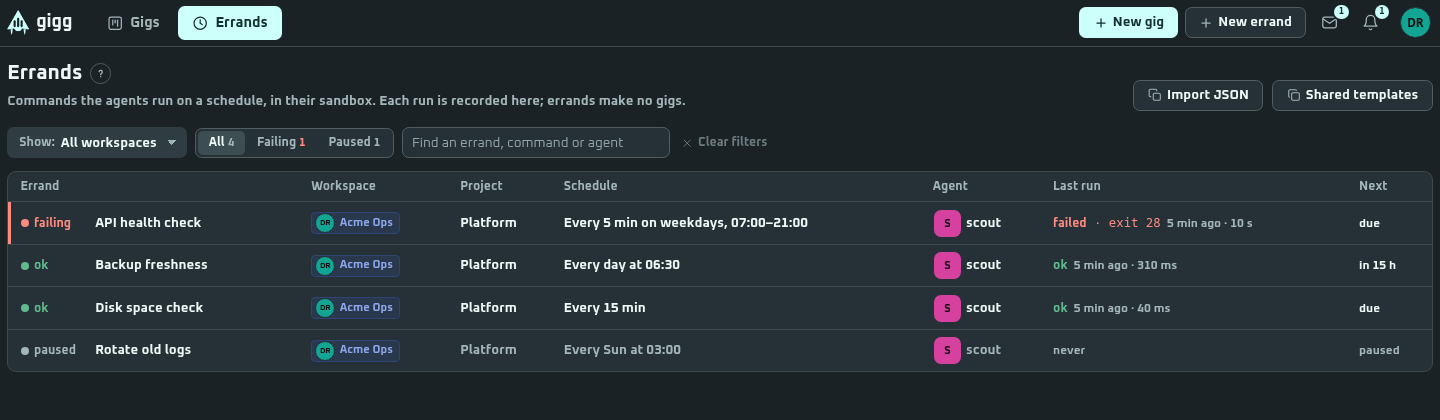 gigg Gigs Errands + New gig + New errand 1 1 DR
Errands ?
Commands the agents run on a schedule, in their sandbox. Each run is recorded here; errands make no gigs.
Import JSON Shared templates
Show: All workspaces All 4 Failing 1 Paused 1 Find an errand, command or agent × Clear filters
Errand Workspace Project Schedule Agent Last run Next
failing API health check DR Acme Ops Platform Every 5 min on weekdays, 07:00–21:00 S scout failed · exit 28 5 min ago · 10 s due
ok Backup freshness DR Acme Ops Platform Every day at 06:30 S scout ok 5 min ago · 310 ms in 15 h
ok Disk space check DR Acme Ops Platform Every 15 min S scout ok 5 min ago · 40 ms due
paused Rotate old logs DR Acme Ops Platform Every Sun at 03:00 S scout never paused